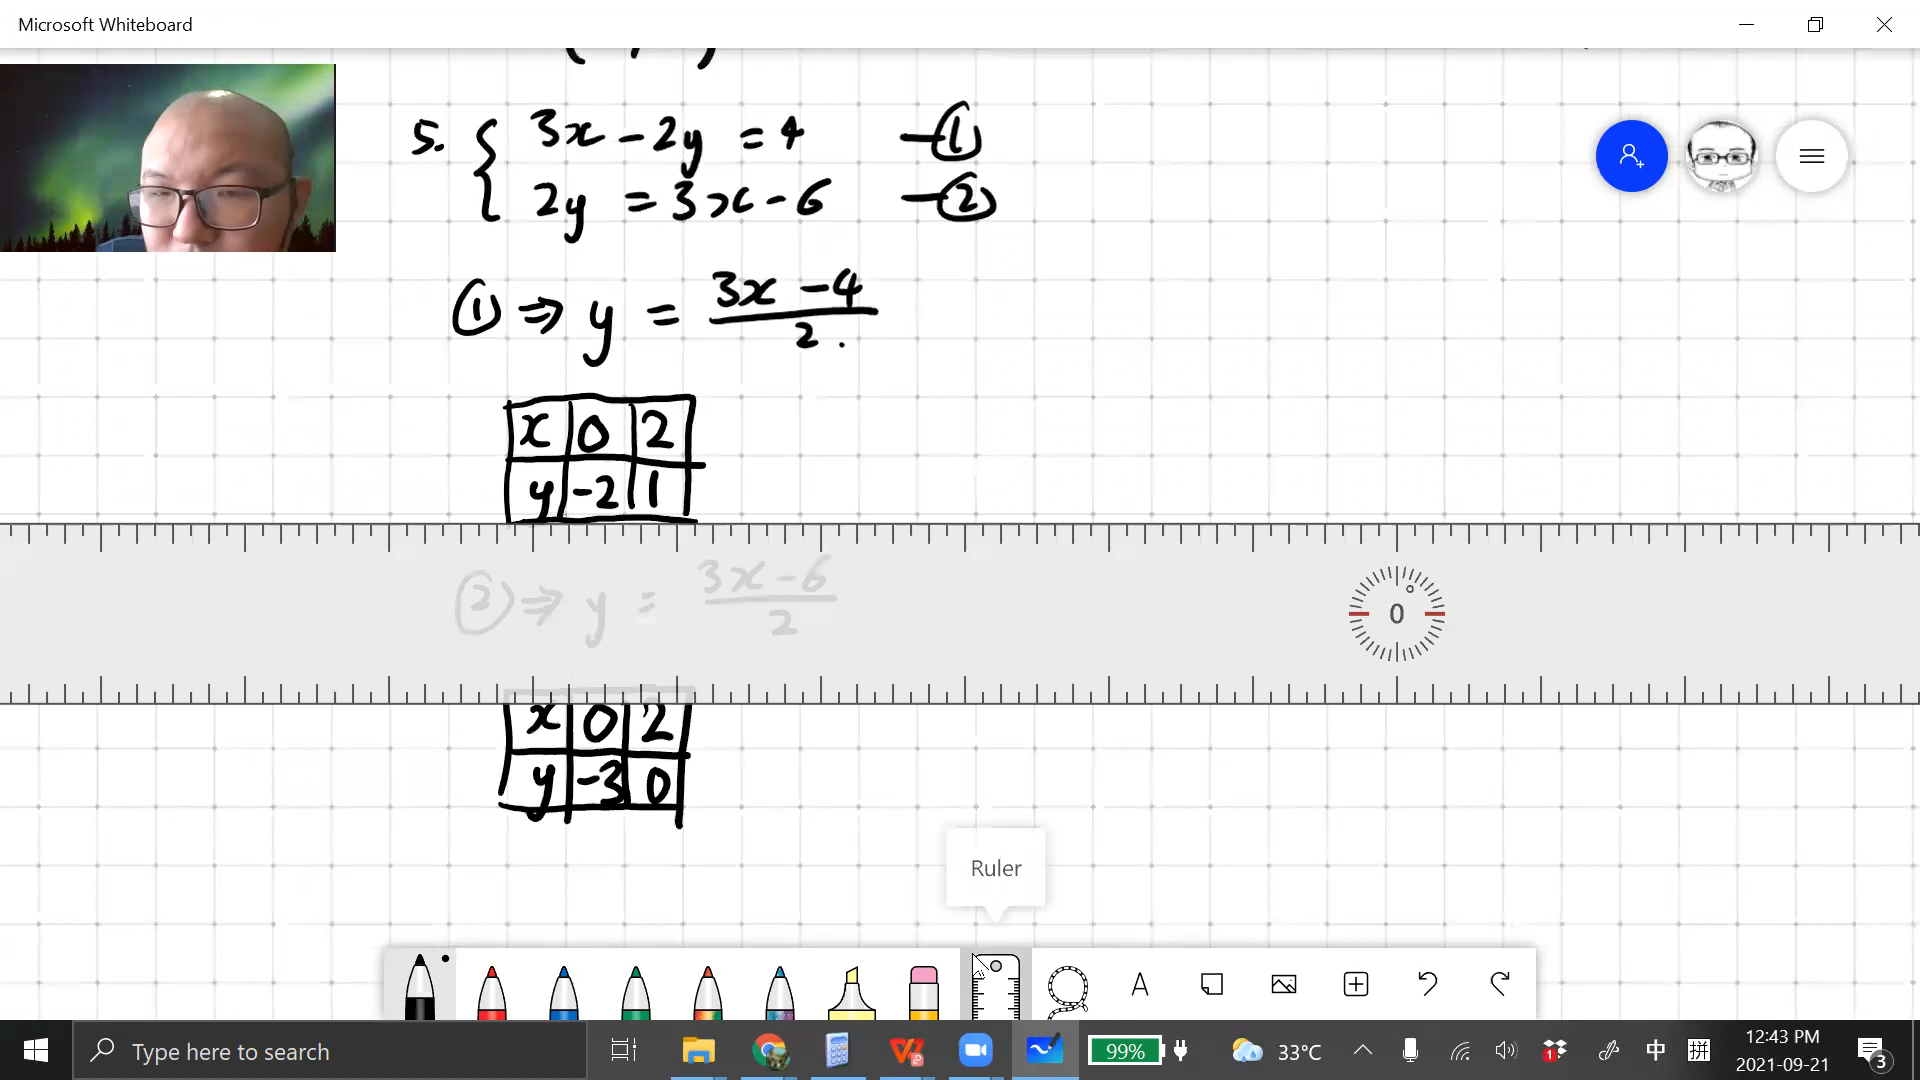 Microsoft Whiteboard
5. { 3x - 2y = 4 —①
2y = 3x - 6 —②
① ⇒ y = (3x - 4)/2.
x 0 2
y -2 1
② ⇒ y = (3x - 6)/2
0°
x 0 2
y -3 0
Ruler
A
Type here to search
99%
33°C
1
中
拼
12:43 PM
2021-09-21
3